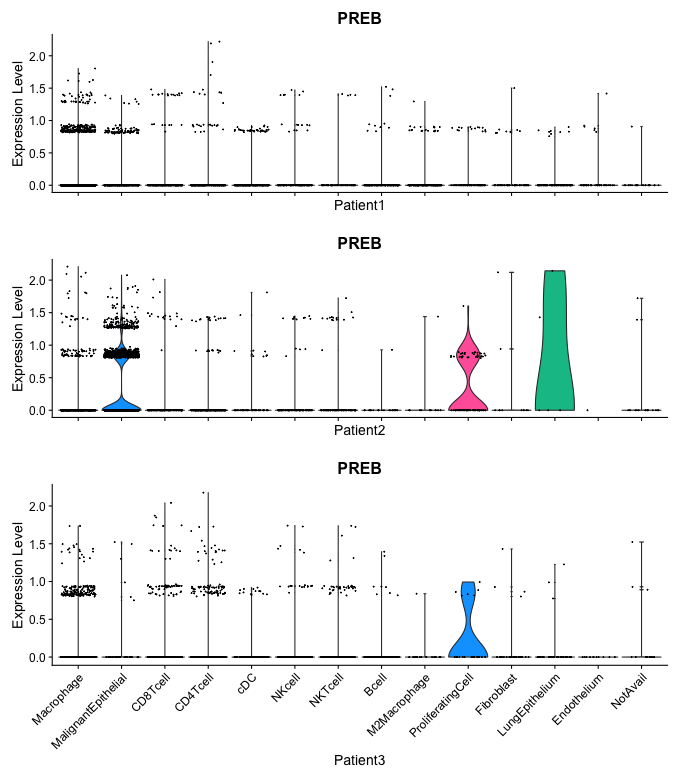 PREB
Expression Level
2.0
1.5
1.0
0.5
0.0
Patient1
PREB
Expression Level
2.0
1.5
1.0
0.5
0.0
Patient2
PREB
Expression Level
2.0
1.5
1.0
0.5
0.0
Macrophage
MalignantEpithelial
CD8Tcell
CD4Tcell
cDC
NKcell
NKTcell
Bcell
M2Macrophage
ProliferatingCell
Fibroblast
LungEpithelium
Endothelium
NotAvail
Patient3